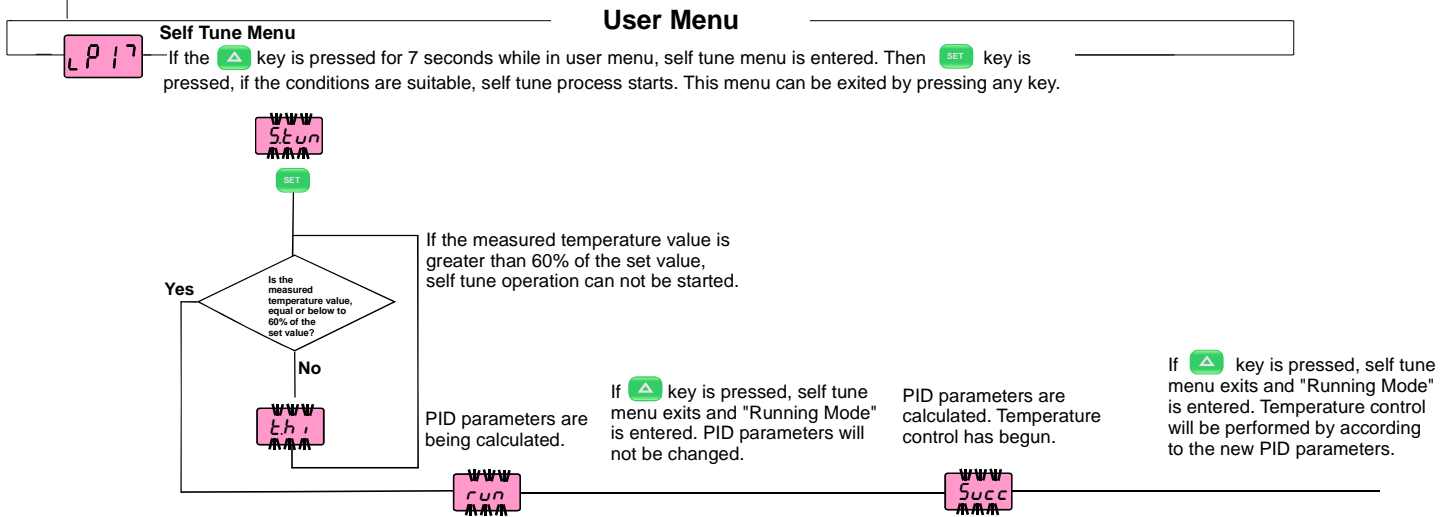 User Menu
Self Tune Menu
If the key is pressed for 7 seconds while in user menu, self tune menu is entered. Then SET key is
pressed, if the conditions are suitable, self tune process starts. This menu can be exited by pressing any key.
S.tun
SET
If the measured temperature value is
greater than 60% of the set value,
self tune operation can not be started.
Yes
Is the
measured
temperature value,
equal or below to
60% of the
set value?
No
t.hi
PID parameters are
being calculated.
run
If key is pressed, self tune
menu exits and "Running Mode"
is entered. PID parameters will
not be changed.
PID parameters are
calculated. Temperature
control has begun.
Succ
If key is pressed, self tune
menu exits and "Running Mode"
is entered. Temperature control
will be performed by according
to the new PID parameters.